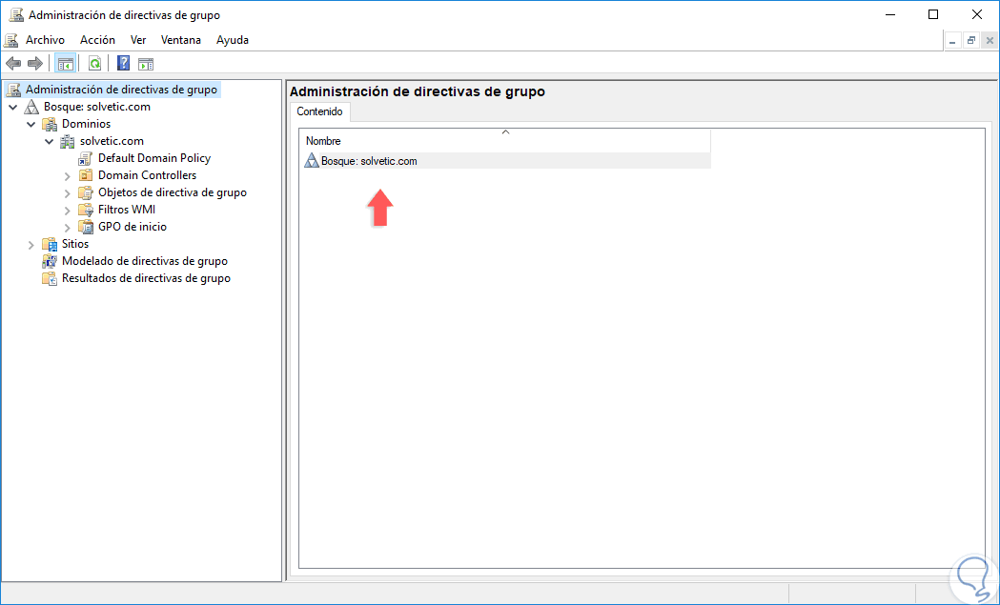 Administración de directivas de grupo
Archivo Acción Ver Ventana Ayuda
Administración de directivas de grupo
Bosque: solvetic.com
Dominios
solvetic.com
Default Domain Policy
Domain Controllers
Objetos de directiva de grupo
Filtros WMI
GPO de inicio
Sitios
Modelado de directivas de grupo
Resultados de directivas de grupo
Administración de directivas de grupo
Contenido
Nombre
Bosque: solvetic.com